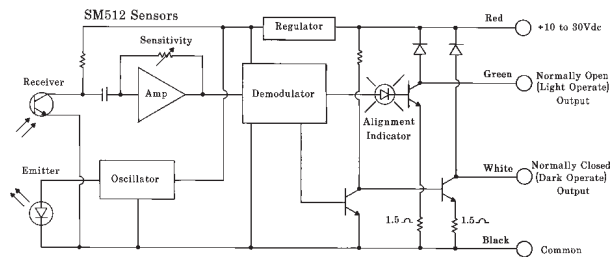 SM512 Sensors
Regulator
Red
+10 to 30Vdc
Sensitivity
Receiver
Amp
Demodulator
Green
Normally Open
(Light Operate)
Output
Alignment
Indicator
Emitter
Oscillator
White
Normally Closed
(Dark Operate)
Output
1.5
1.5
Black
Common